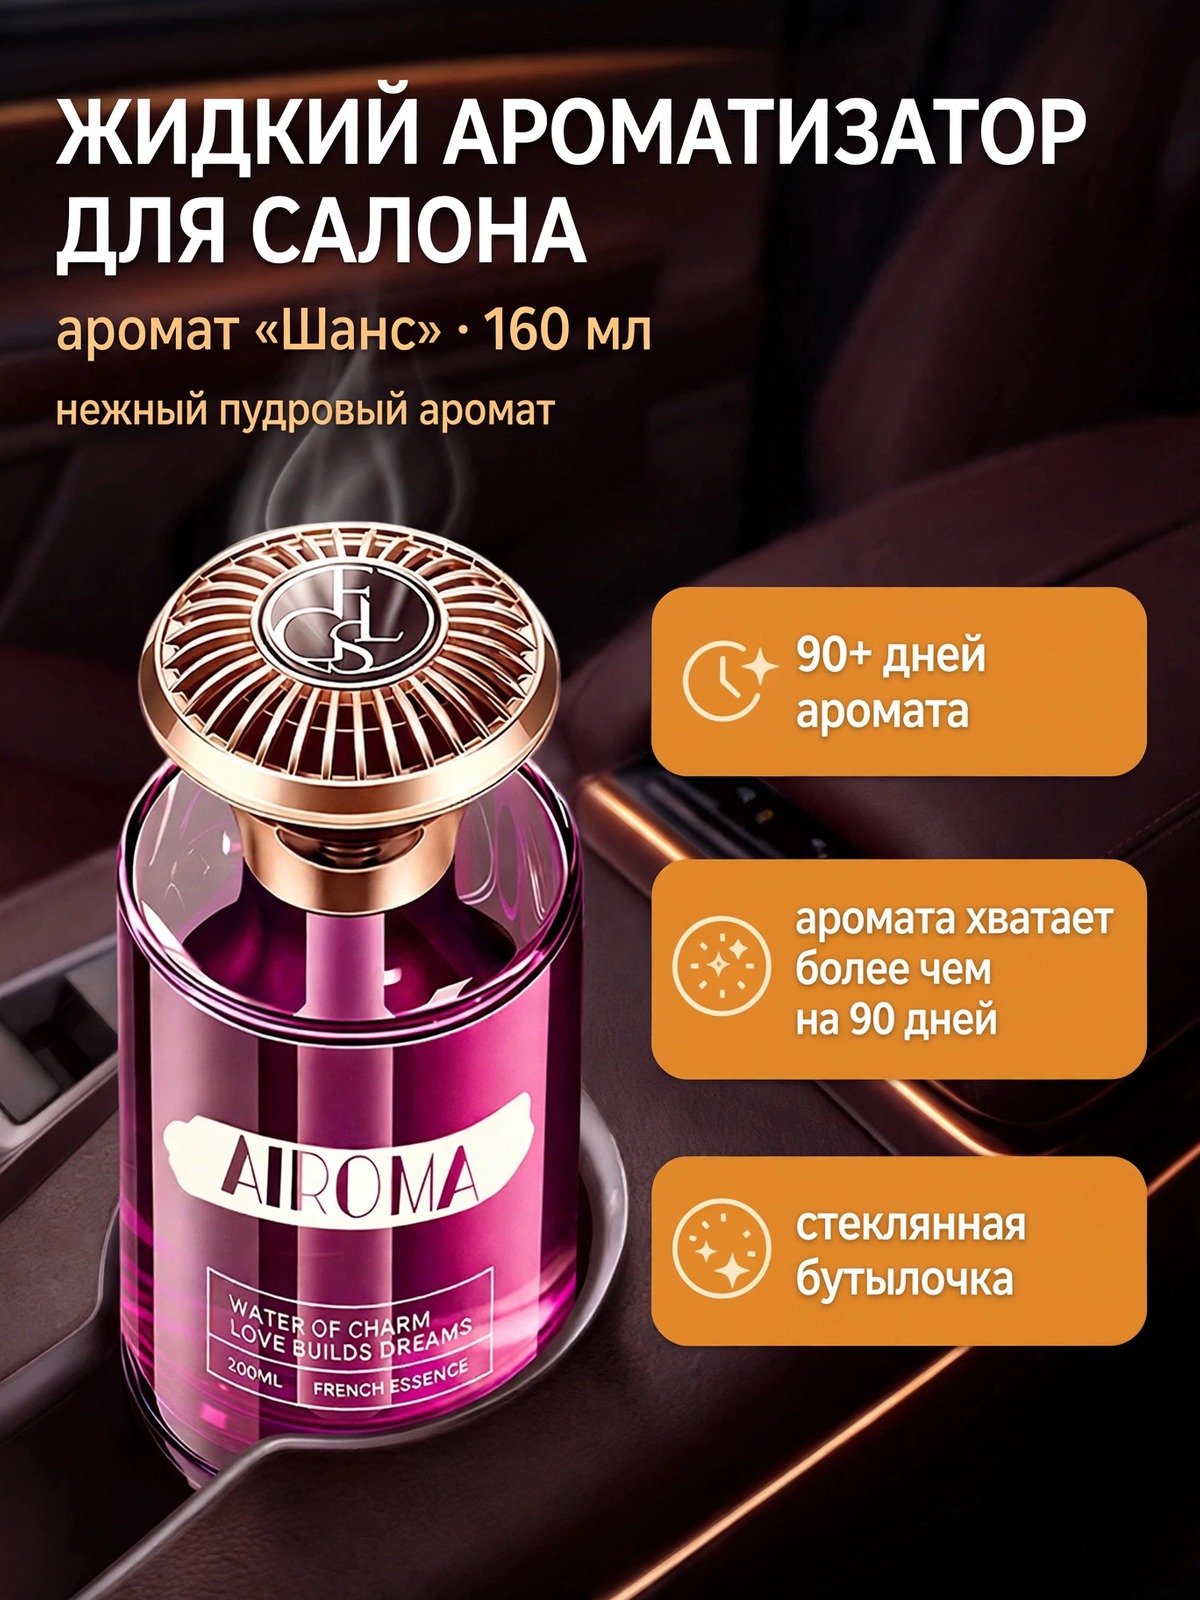 ЖИДКИЙ АРОМАТИЗАТОР
ДЛЯ САЛОНА
аромат «Шанс» · 160 мл
нежный пудровый аромат
90+ дней
аромата
аромата хватает
более чем
на 90 дней
AIROMA
стеклянная
бутылочка
WATER OF CHARM
LOVE BUILDS DREAMS
200ML FRENCH ESSENCE